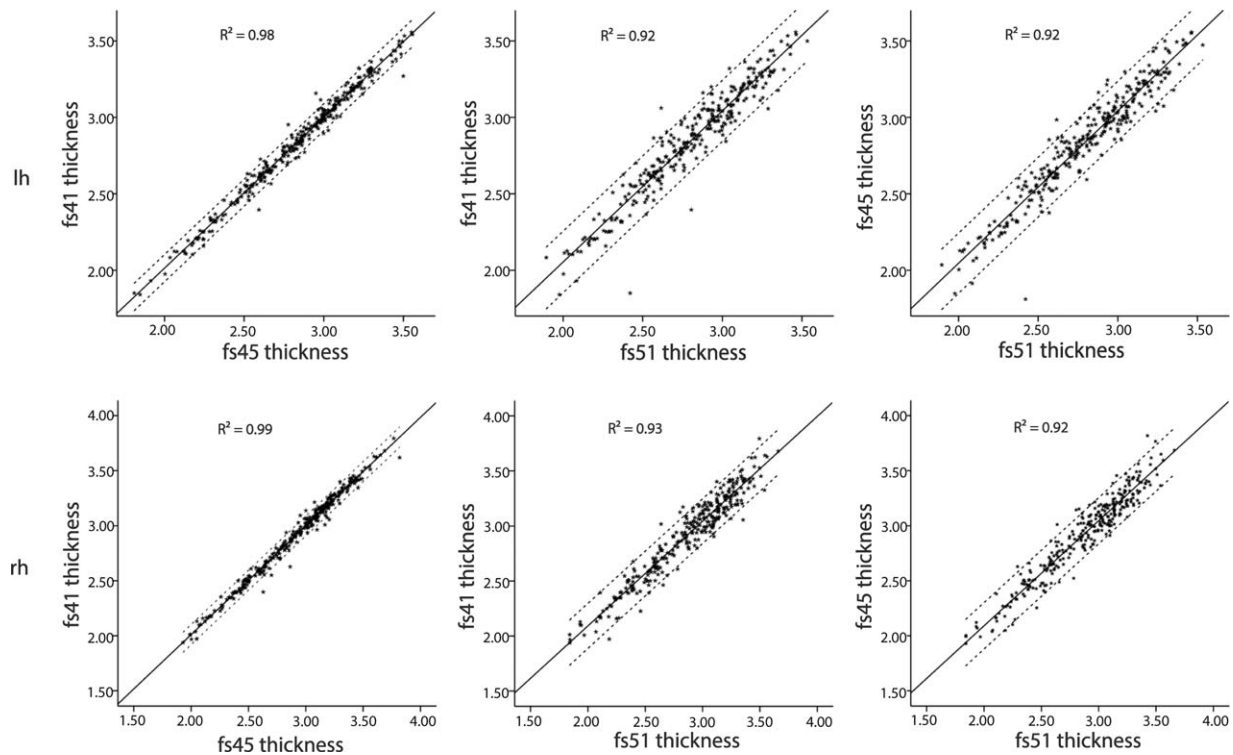 R² = 0.98
R² = 0.92
R² = 0.92
3.50
3.00
2.50
2.00
fs41 thickness
3.50
3.00
2.50
2.00
fs41 thickness
3.50
3.00
2.50
2.00
fs45 thickness
lh
2.00 2.50 3.00 3.50
fs45 thickness
2.00 2.50 3.00 3.50
fs51 thickness
2.00 2.50 3.00 3.50
fs51 thickness
R² = 0.99
R² = 0.93
R² = 0.92
4.00
3.50
3.00
2.50
2.00
1.50
fs41 thickness
4.00
3.50
3.00
2.50
2.00
1.50
fs41 thickness
4.00
3.50
3.00
2.50
2.00
1.50
fs45 thickness
rh
1.50 2.00 2.50 3.00 3.50 4.00
fs45 thickness
1.50 2.00 2.50 3.00 3.50 4.00
fs51 thickness
1.50 2.00 2.50 3.00 3.50 4.00
fs51 thickness